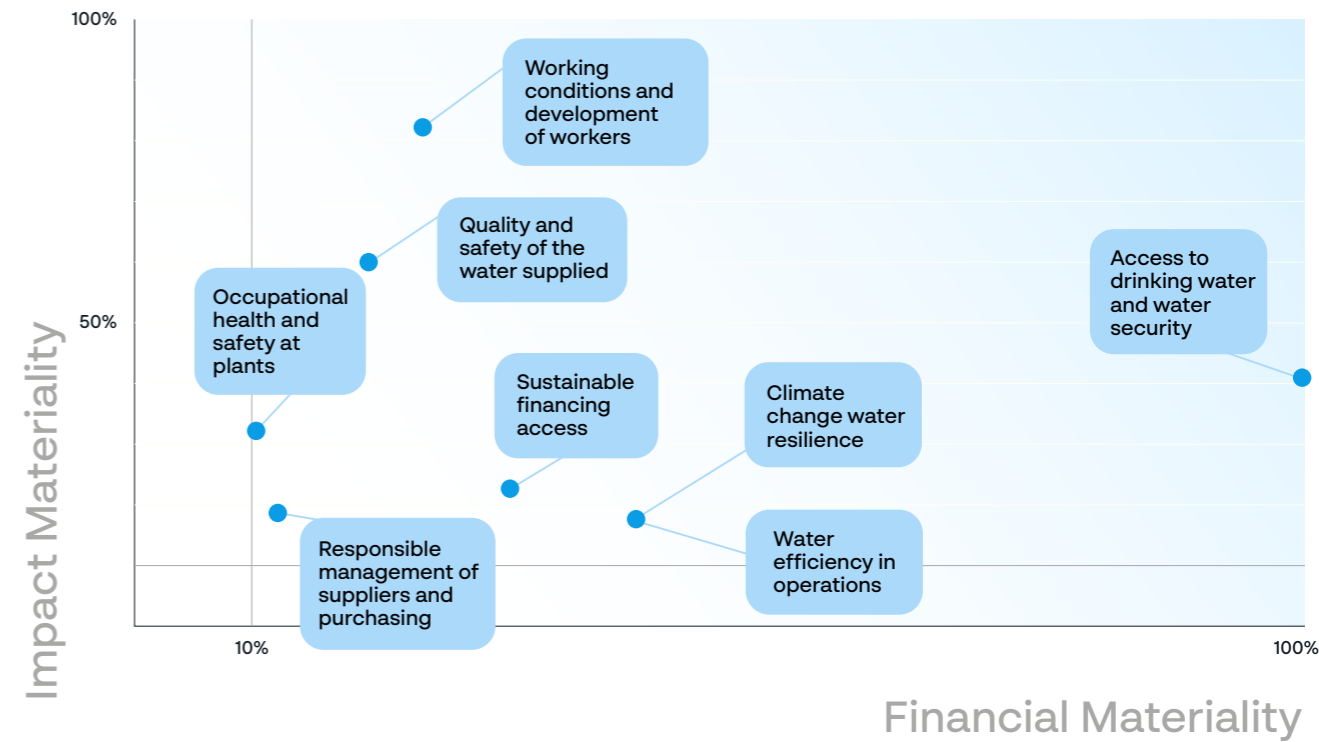 100%
Working
conditions and
development
of workers
Quality and
safety of the
water supplied
Access to
drinking water
and water
security
Occupational
health and
safety at
plants
50%
Sustainable
financing
access
Climate
change water
resilience
Water
efficiency in
operations
Responsible
management of
suppliers and
purchasing
Impact Materiality
10%
100%
Financial Materiality